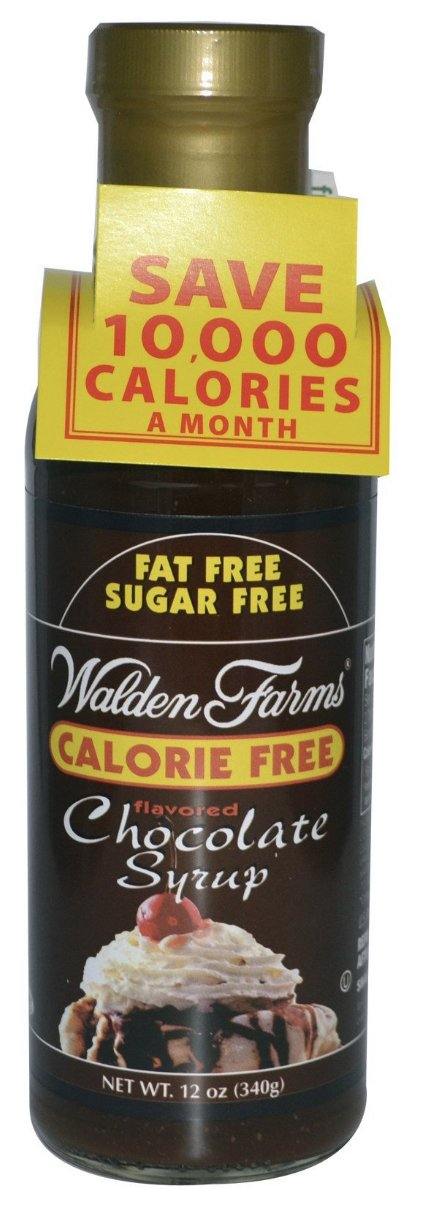 SAVE
10,000
CALORIES
A MONTH
FAT FREE
SUGAR FREE
Walden Farms®
CALORIE FREE
flavored
Chocolate
Syrup
NET WT. 12 oz (340g)